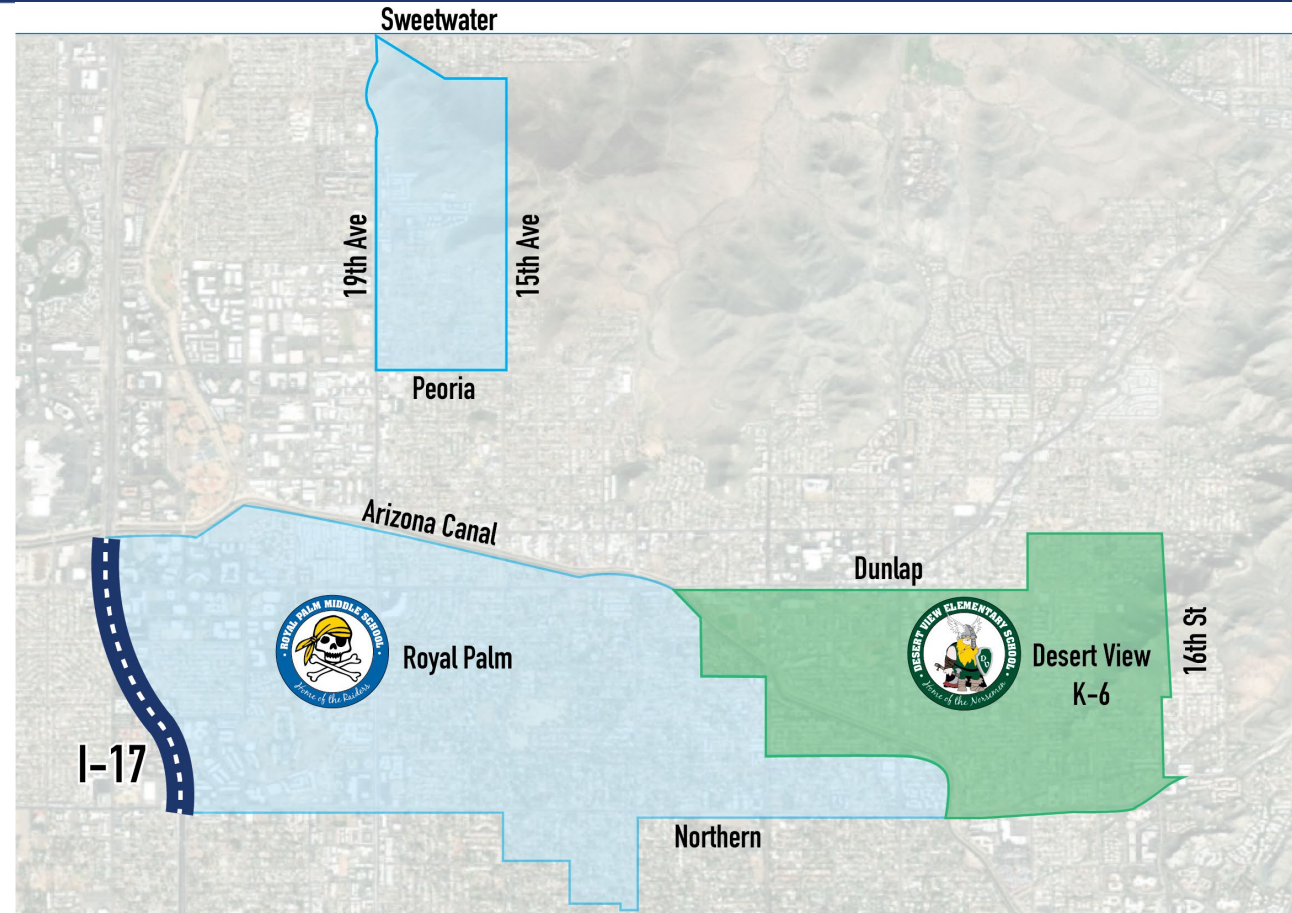 Sweetwater
19th Ave
15th Ave
Peoria
Arizona Canal
Dunlap
ROYAL PALM MIDDLE SCHOOL
Home of the Raiders
Royal Palm
DESERT VIEW ELEMENTARY SCHOOL
DV
Home of the Norsemen
Desert View
K-6
16th St
I-17
Northern